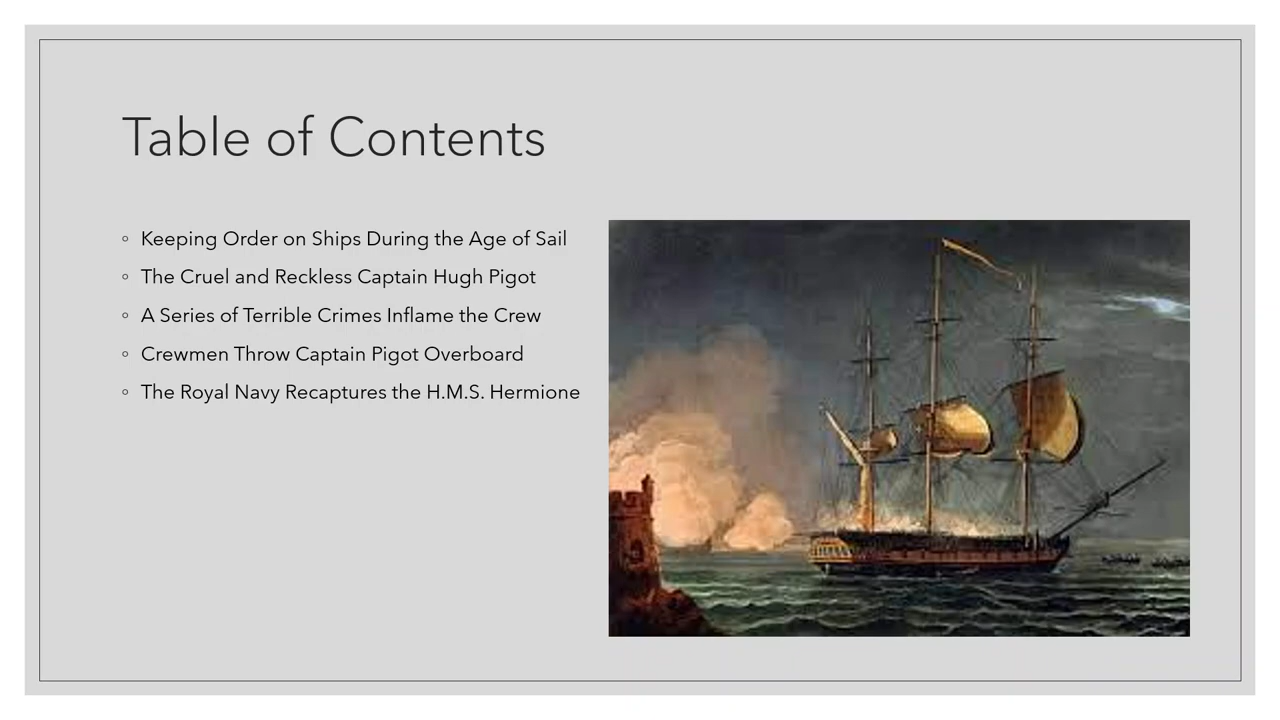 Table of Contents
Keeping Order on Ships During the Age of Sail
The Cruel and Reckless Captain Hugh Pigot
A Series of Terrible Crimes Inflame the Crew
Crewmen Throw Captain Pigot Overboard
The Royal Navy Recaptures the H.M.S. Hermione